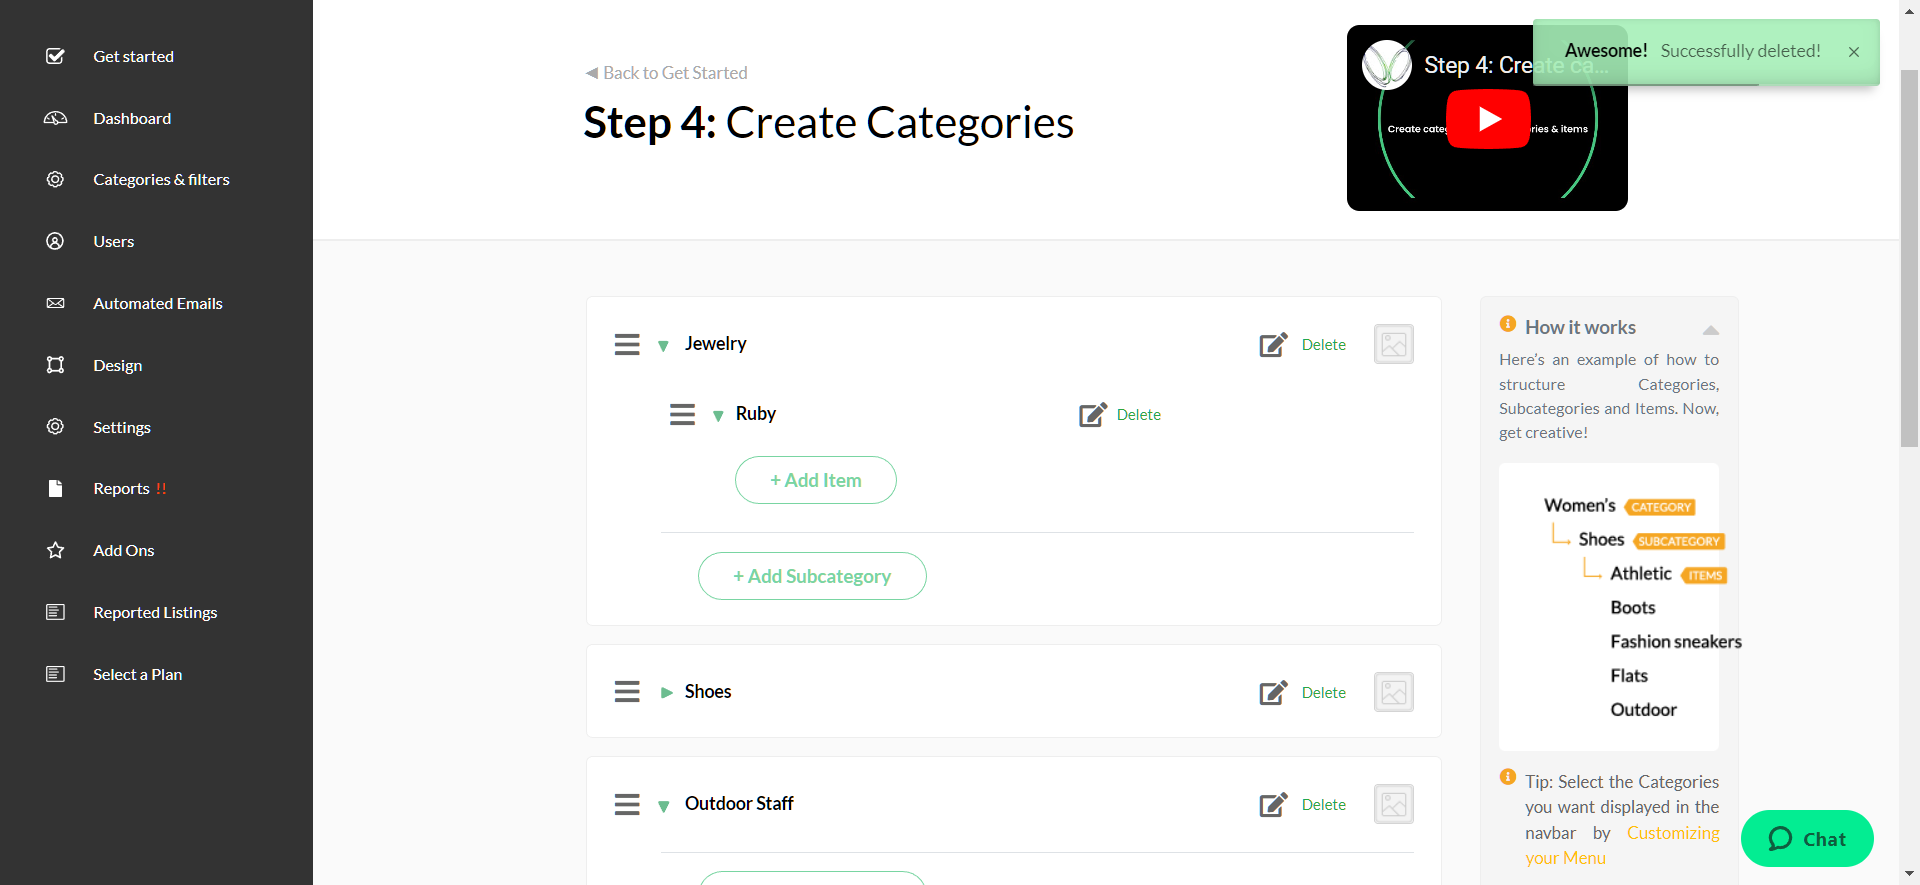 Get started
Dashboard
Categories & filters
Users
Automated Emails
Design
Settings
Reports !!
Add Ons
Reported Listings
Select a Plan
◀ Back to Get Started
Step 4: Create Categories
Step 4: Create ca...
Create categ
ries & items
Awesome! Successfully deleted! ×
Jewelry
Delete
Ruby
Delete
+ Add Item
+ Add Subcategory
Shoes
Delete
Outdoor Staff
Delete
How it works
Here's an example of how to
structure Categories,
Subcategories and Items. Now,
get creative!
Women's CATEGORY
Shoes SUBCATEGORY
Athletic ITEMS
Boots
Fashion sneakers
Flats
Outdoor
Tip: Select the Categories
you want displayed in the
navbar by Customizing
your Menu
Chat